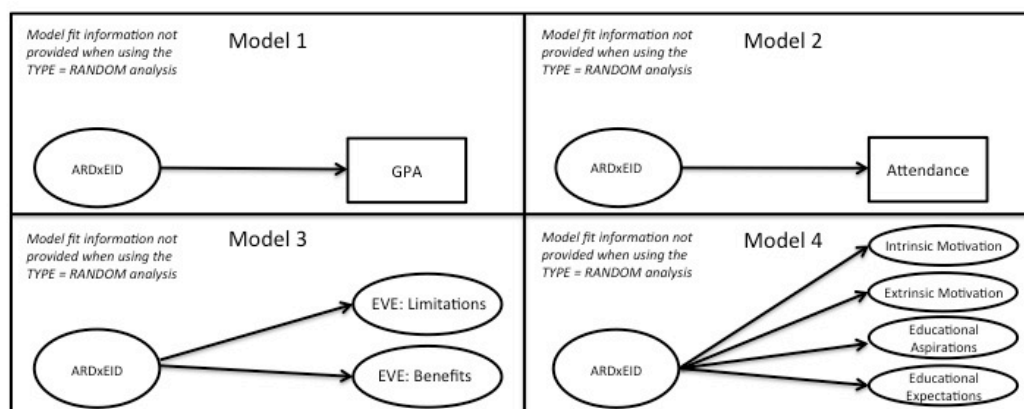 Model fit information not
provided when using the
TYPE = RANDOM analysis
Model 1
ARDxEID
GPA
Model fit information not
provided when using the
TYPE = RANDOM analysis
Model 2
ARDxEID
Attendance
Model fit information not
provided when using the
TYPE = RANDOM analysis
Model 3
EVE: Limitations
ARDxEID
EVE: Benefits
Model fit information not
provided when using the
TYPE = RANDOM analysis
Model 4
Intrinsic Motivation
Extrinsic Motivation
Educational
Aspirations
ARDxEID
Educational
Expectations